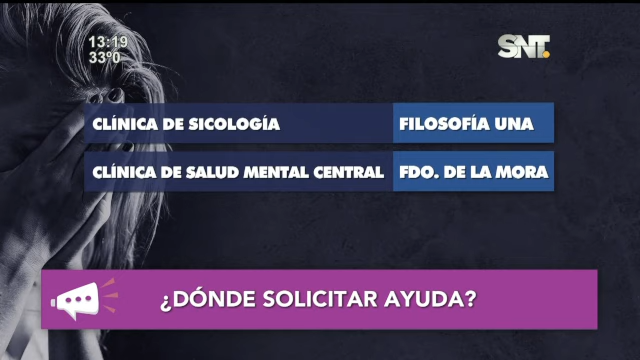 13:19
33º0
SNT.
CLÍNICA DE SICOLOGÍA FILOSOFÍA UNA
CLÍNICA DE SALUD MENTAL CENTRAL FDO. DE LA MORA
¿DÓNDE SOLICITAR AYUDA?